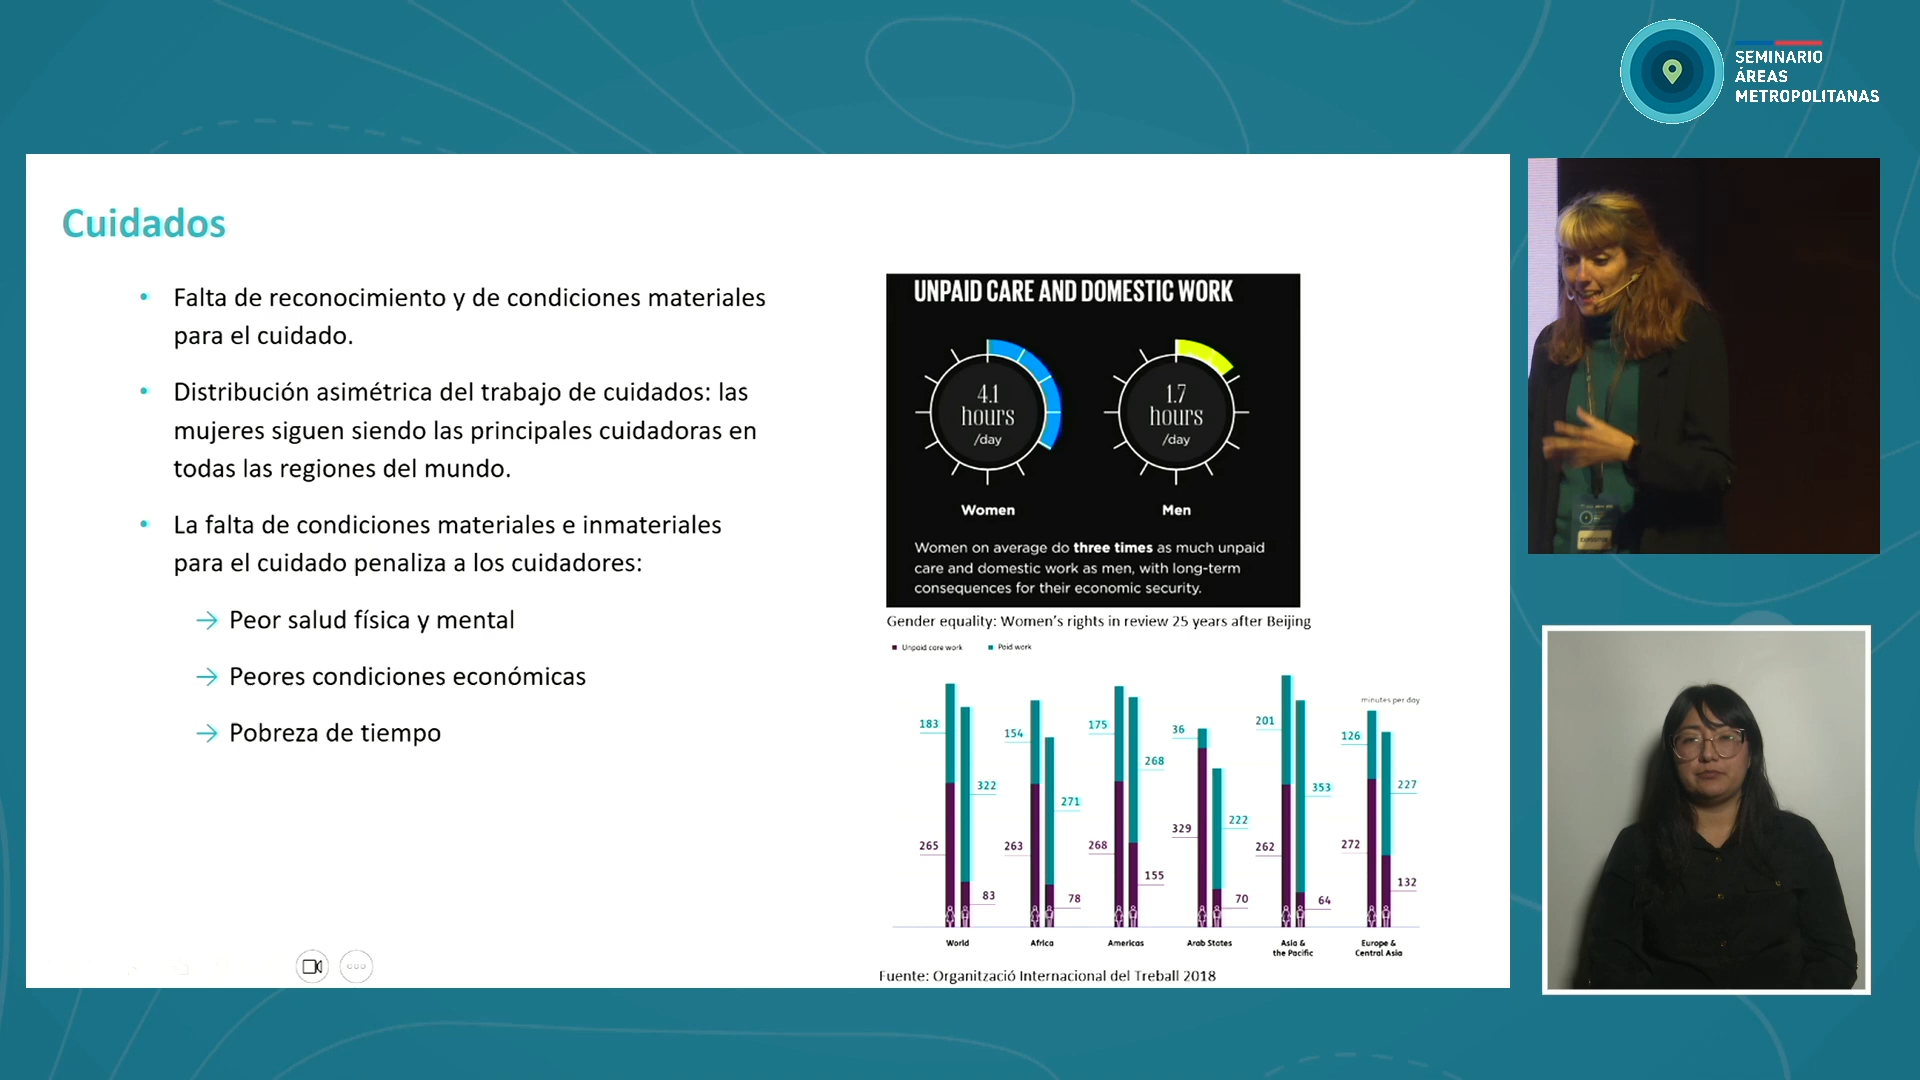 SEMINARIO
ÁREAS
METROPOLITANAS
Cuidados
• Falta de reconocimiento y de condiciones materiales
para el cuidado.
• Distribución asimétrica del trabajo de cuidados: las
mujeres siguen siendo las principales cuidadoras en
todas las regiones del mundo.
• La falta de condiciones materiales e inmateriales
para el cuidado penaliza a los cuidadores:
→ Peor salud física y mental
→ Peores condiciones económicas
→ Pobreza de tiempo
UNPAID CARE AND DOMESTIC WORK
4.1
hours
/day
Women
1.7
hours
/day
Men
Women on average do three times as much unpaid
care and domestic work as men, with long-term
consequences for their economic security.
Gender equality: Women's rights in review 25 years after Beijing
Unpaid care work Paid work
minutes per day
183
322
265
83
World
154
271
263
78
Africa
175
268
268
155
Americas
36
222
329
70
Arab States
201
353
262
64
Asia &
the Pacific
126
227
272
132
Europe &
Central Asia
Fuente: Organització Internacional del Treball 2018